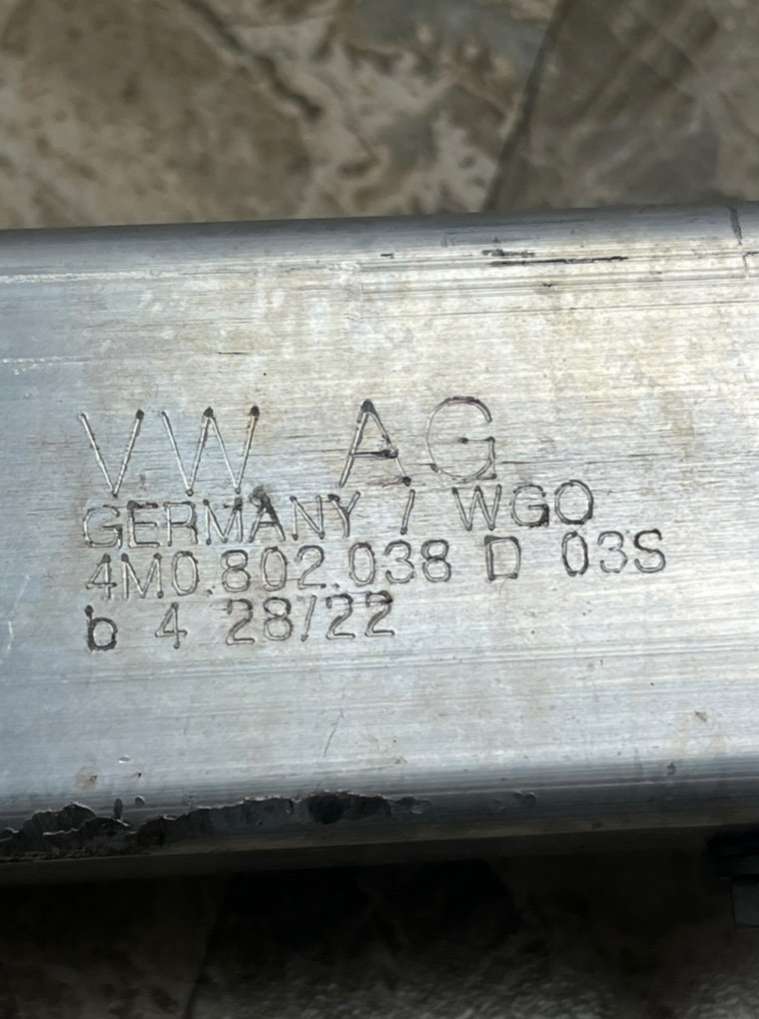 VW AG
GERMANY / WGO
4M0.802.038 D 03S
b 4 28/22